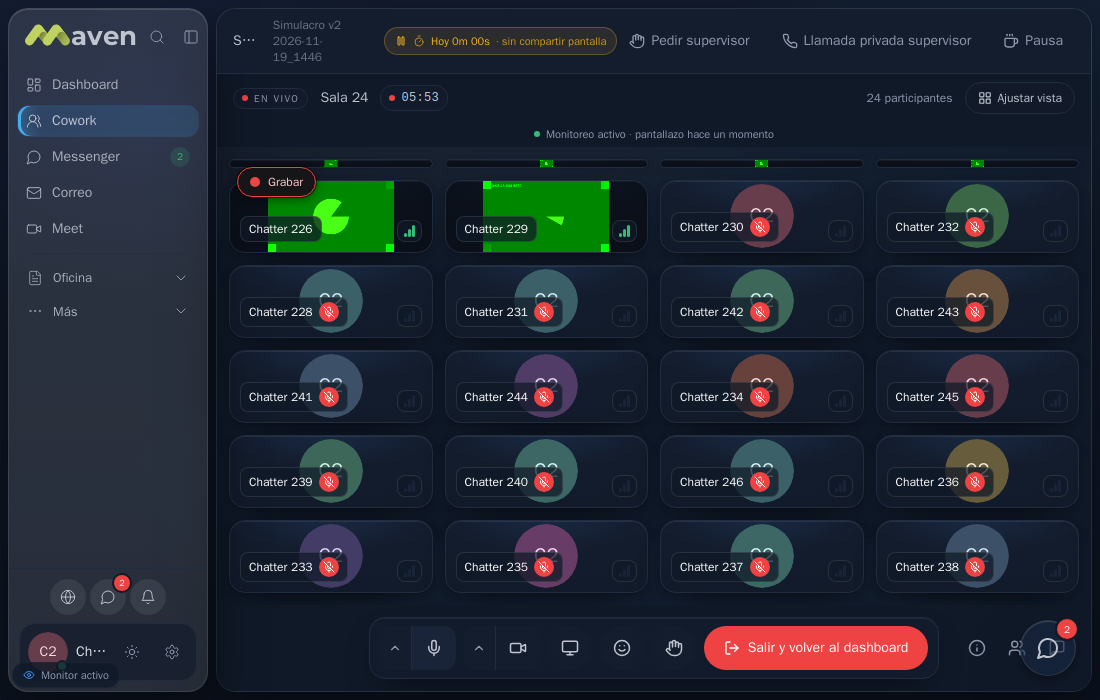 Maven
Dashboard
Cowork
Messenger
2
Correo
Meet
Oficina
Más
2
C2
Ch···
Monitor activo
S···
Simulacro v2
2026-11-
19_1446
Hoy 0m 00s · sin compartir pantalla
Pedir supervisor
Llamada privada supervisor
Pausa
EN VIVO
Sala 24
05:53
24 participantes
Ajustar vista
Monitoreo activo · pantallazo hace un momento
Grabar
Chatter 226
Chatter 229
Chatter 230
Chatter 232
Chatter 228
Chatter 231
Chatter 242
Chatter 243
Chatter 241
Chatter 244
Chatter 234
Chatter 245
Chatter 239
Chatter 240
Chatter 246
Chatter 236
Chatter 233
Chatter 235
Chatter 237
Chatter 238
Salir y volver al dashboard
2